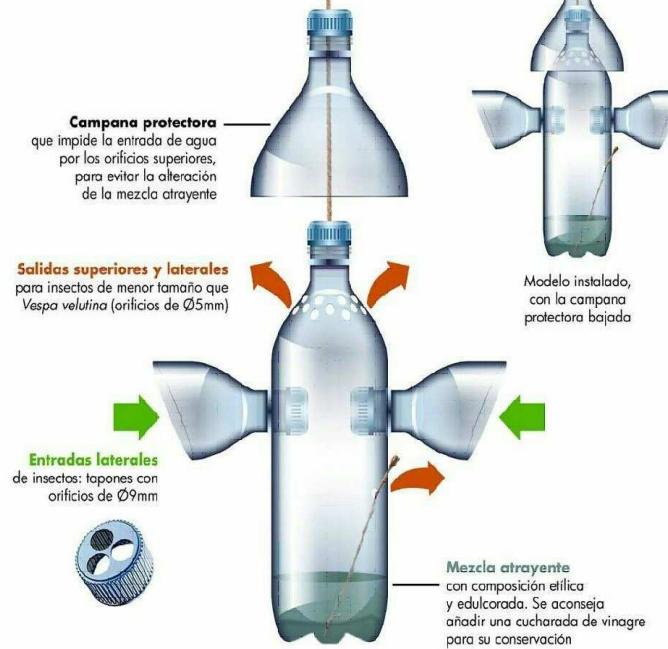 Campana protectora
que impide la entrada de agua
por los orificios superiores,
para evitar la alteración
de la mezcla atrayente
Salidas superiores y laterales
para insectos de menor tamaño que
Vespa velutina (orificios de Ø5mm)
Modelo instalado,
con la campana
protectora bajada
Entradas laterales
de insectos: tapones con
orificios de Ø9mm
Mezcla atrayente
con composición etílica
y edulcorada. Se aconseja
añadir una cucharada de vinagre
para su conservación